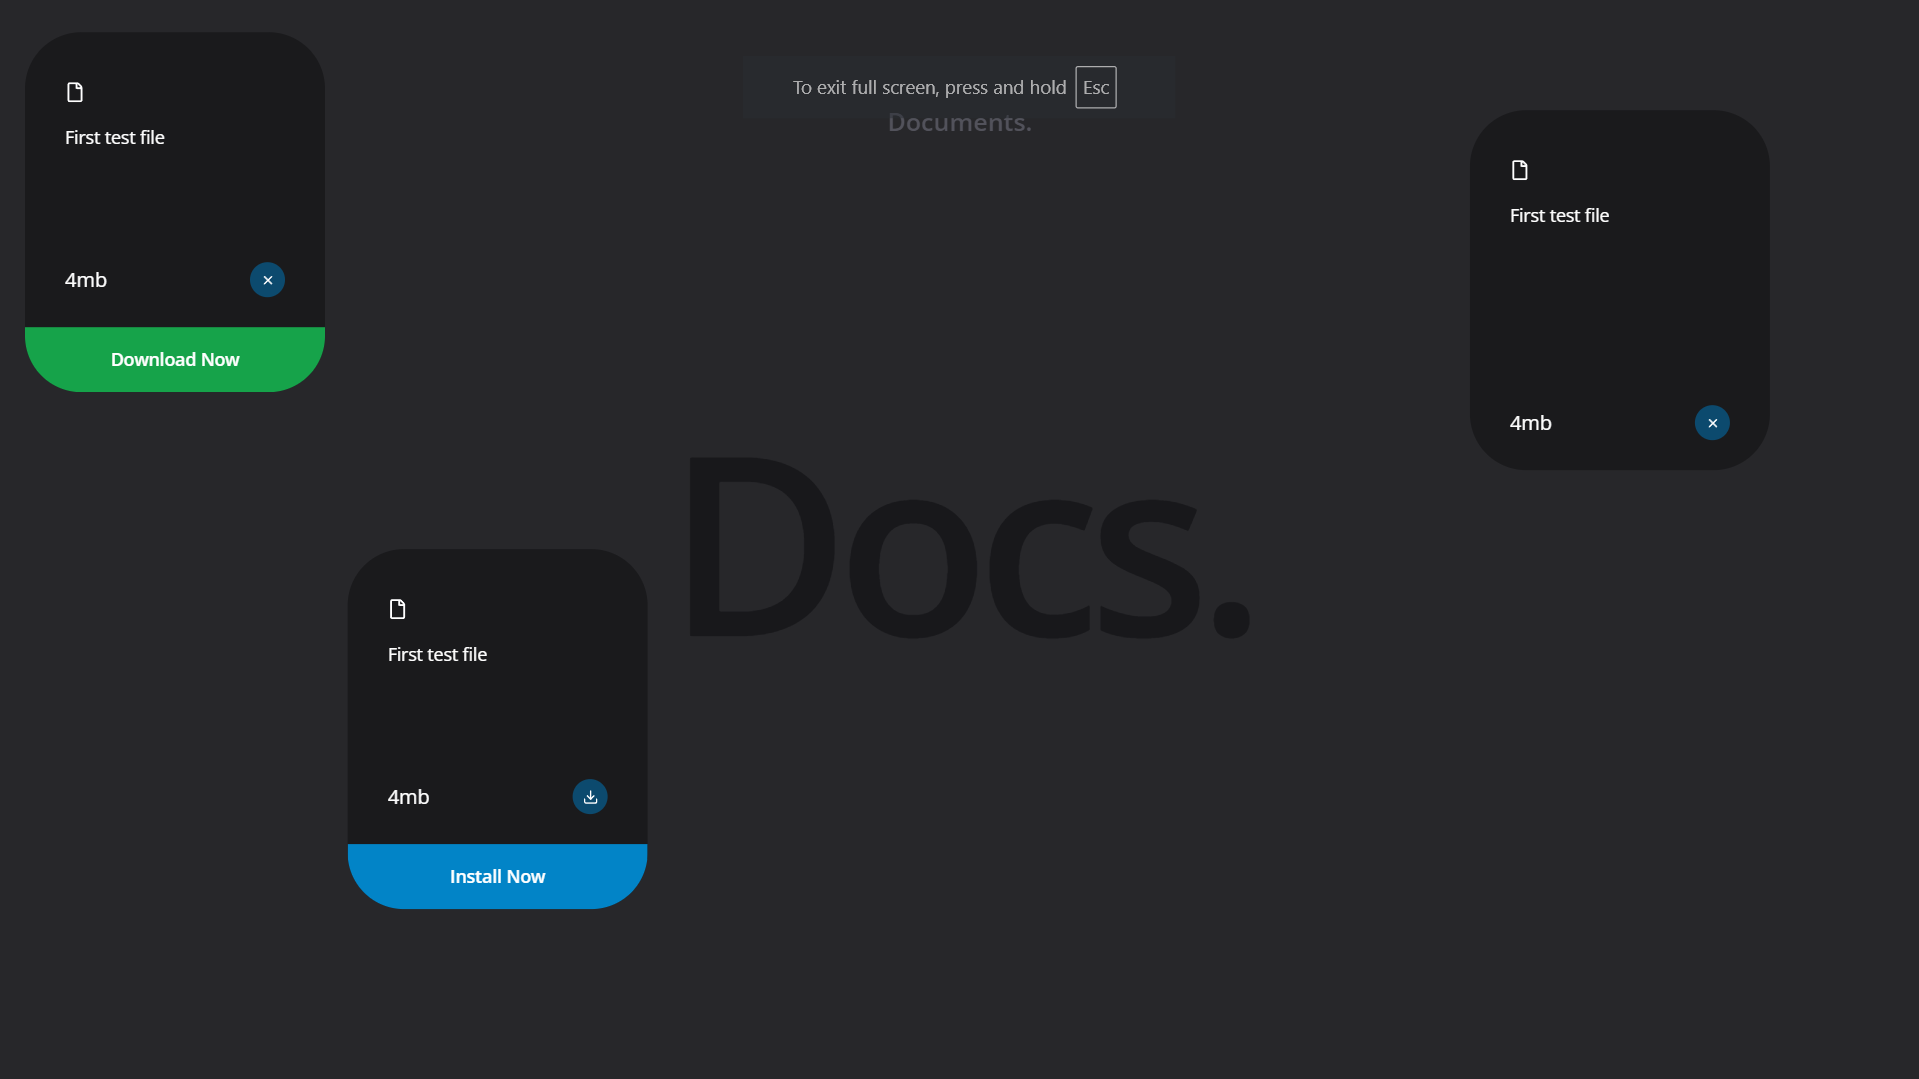 To exit full screen, press and hold Esc
Documents.
First test file
4mb
Download Now
First test file
4mb
Docs.
First test file
4mb
Install Now